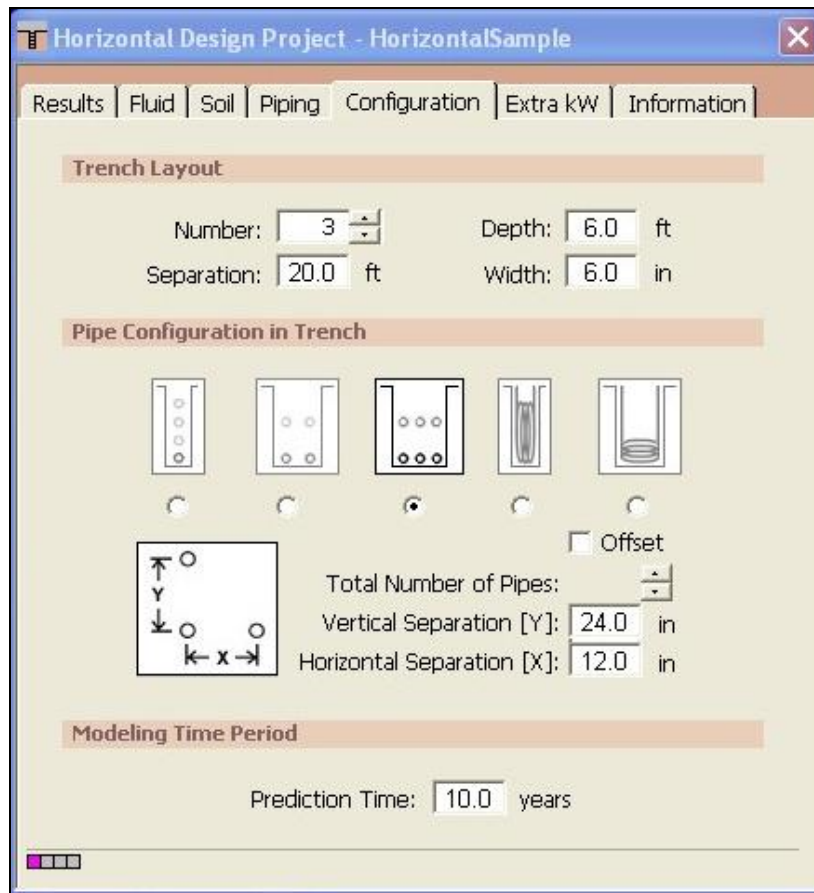 Horizontal Design Project - HorizontalSample
Results Fluid Soil Piping Configuration Extra kW Information
Trench Layout
Number: 3 Depth: 6.0 ft
Separation: 20.0 ft Width: 6.0 in
Pipe Configuration in Trench
Offset
Y
X
Total Number of Pipes:
Vertical Separation [Y]: 24.0 in
Horizontal Separation [X]: 12.0 in
Modeling Time Period
Prediction Time: 10.0 years